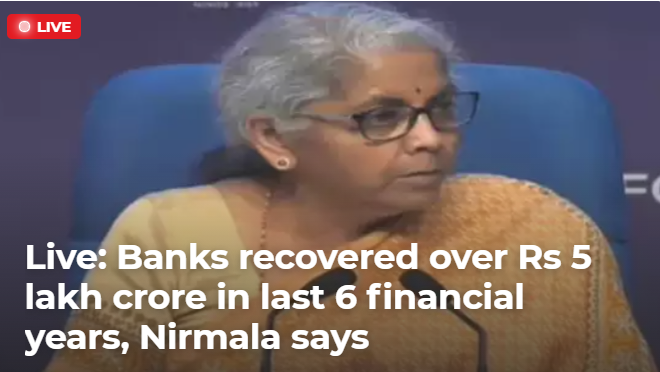 LIVE
Live: Banks recovered over Rs 5
lakh crore in last 6 financial
years, Nirmala says